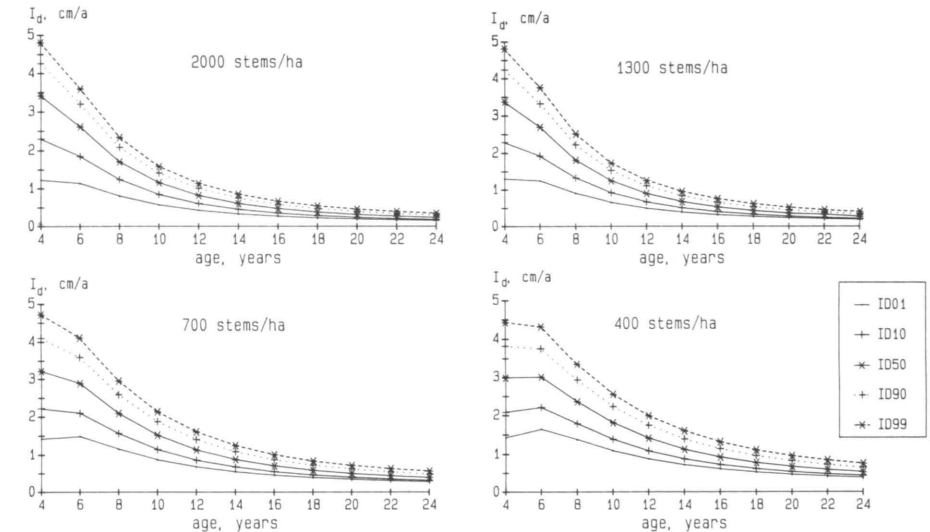 I_d, cm/a
5
4
3
2
1
0
2000 stems/ha
4 6 8 10 12 14 16 18 20 22 24
age, years
I_d, cm/a
5
4
3
2
1
0
1300 stems/ha
4 6 8 10 12 14 16 18 20 22 24
age, years
I_d, cm/a
5
4
3
2
1
0
700 stems/ha
4 6 8 10 12 14 16 18 20 22 24
age, years
I_d, cm/a
5
4
3
2
1
0
400 stems/ha
4 6 8 10 12 14 16 18 20 22 24
age, years
ID01
ID10
ID50
ID90
ID99